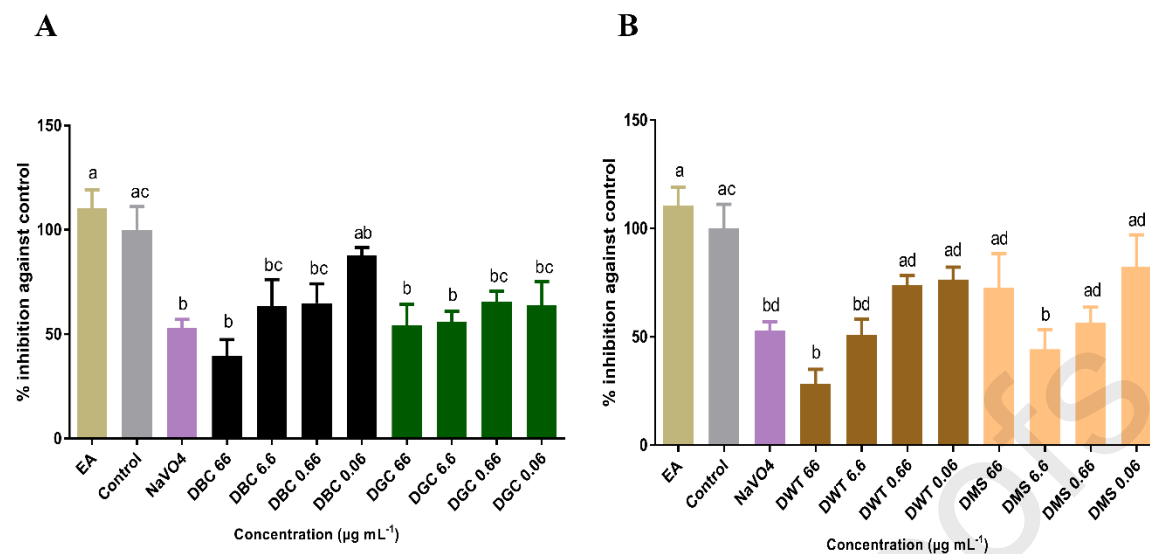 A
% inhibition against control
150
100
50
0
a
ac
b
b
bc
bc
ab
b
b
bc
bc
EA
Control
NaVO4
DBC 66
DBC 6.6
DBC 0.66
DBC 0.06
DGC 66
DGC 6.6
DGC 0.66
DGC 0.06
Concentration (µg mL⁻¹)
B
% inhibition against control
150
100
50
0
a
ac
bd
b
bd
ad
ad
ad
b
ad
ad
EA
Control
NaVO4
DWT 66
DWT 6.6
DWT 0.66
DWT 0.06
DMS 66
DMS 6.6
DMS 0.66
DMS 0.06
Concentration (µg mL⁻¹)
ofs